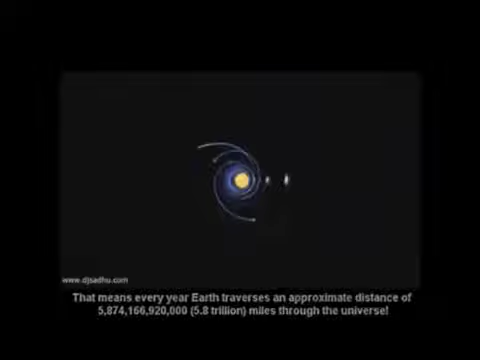 www.djsadhu.com
That means every year Earth traverses an approximate distance of
5,874,166,920,000 (5.8 trillion) miles through the universe!